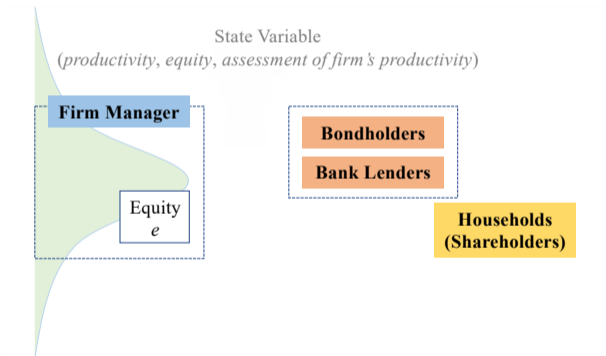 State Variable
(productivity, equity, assessment of firm's productivity)
Firm Manager
Bondholders
Bank Lenders
Equity
e
Households
(Shareholders)